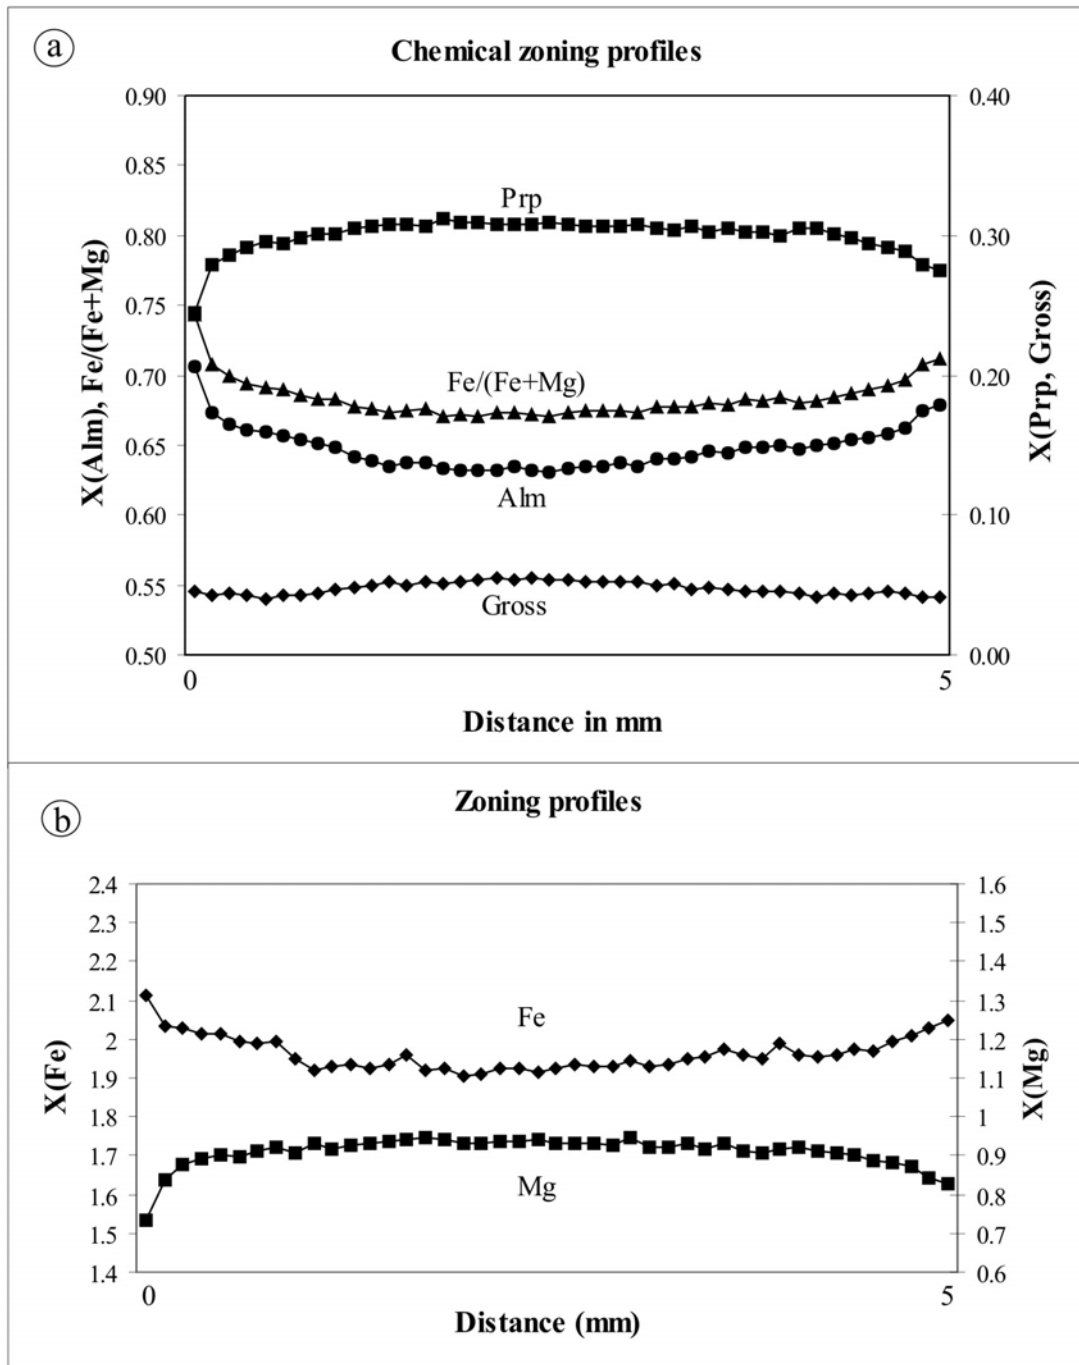 a
Chemical zoning profiles
0.90
0.85
0.80
0.75
0.70
0.65
0.60
0.55
0.50
X(Alm), Fe/(Fe+Mg)
Prp
Fe/(Fe+Mg)
Alm
Gross
0.40
0.30
0.20
0.10
0.00
X(Prp, Gross)
0
5
Distance in mm
b
Zoning profiles
2.4
2.3
2.2
2.1
2
1.9
1.8
1.7
1.6
1.5
1.4
X(Fe)
Fe
Mg
1.6
1.5
1.4
1.3
1.2
1.1
1
0.9
0.8
0.7
0.6
X(Mg)
0
5
Distance (mm)